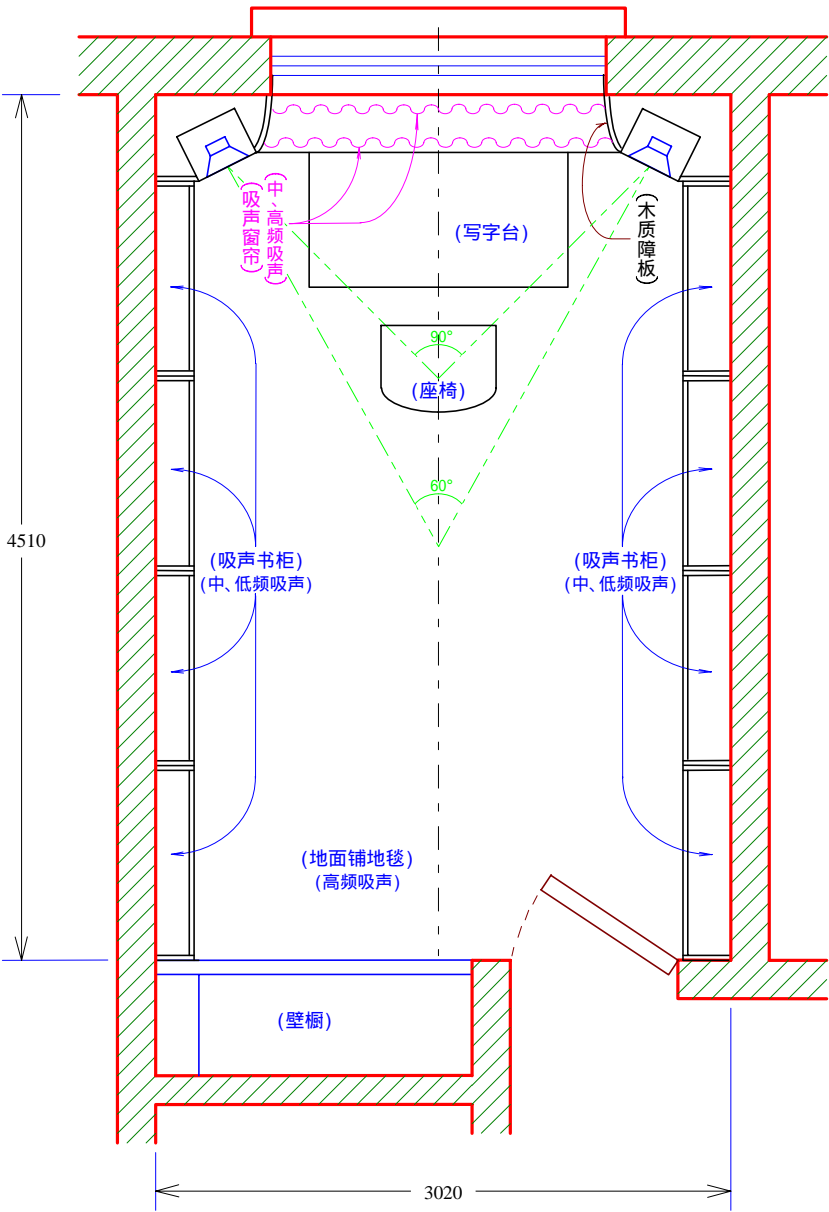 (中、高频吸声)
(吸声窗帘)
(写字台)
(木质障板)
90°
(座椅)
60°
4510
(吸声书柜)
(中、低频吸声)
(吸声书柜)
(中、低频吸声)
(地面铺地毯)
(高频吸声)
(壁橱)
3020